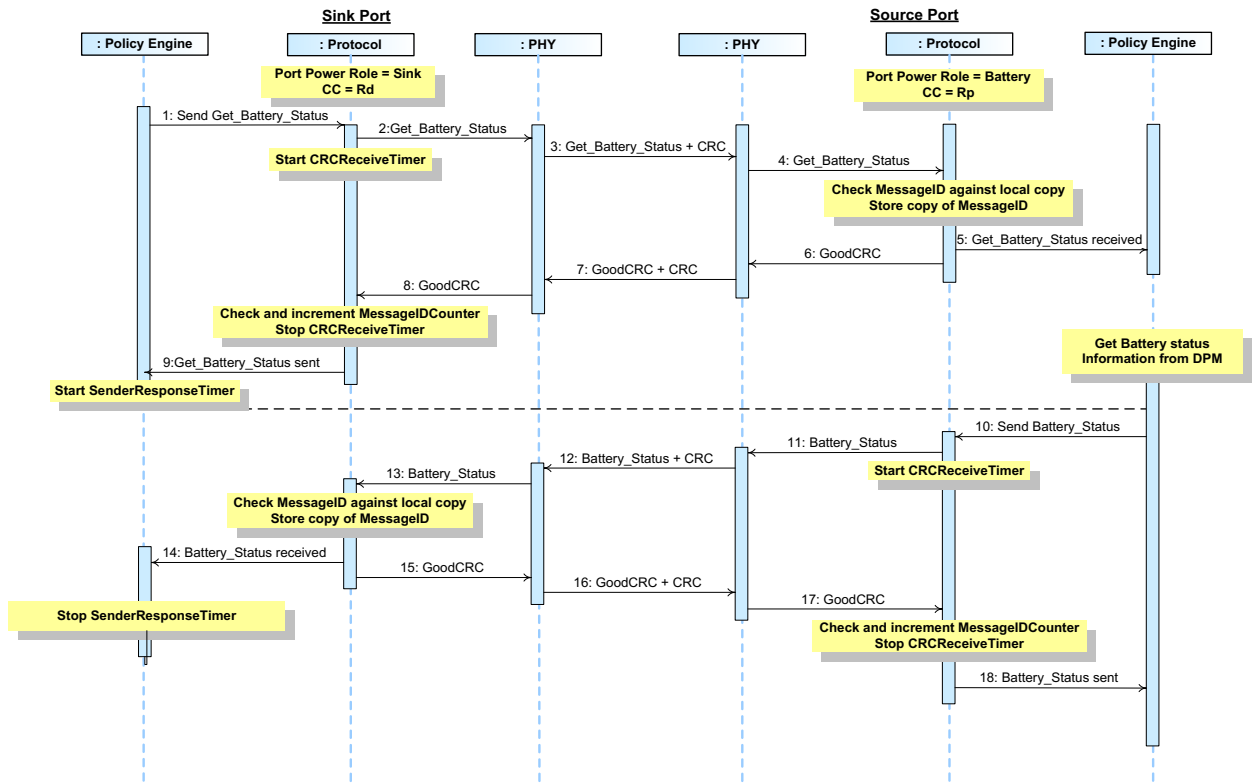 Sink Port
Source Port
: Policy Engine
: Protocol
: PHY
: PHY
: Protocol
: Policy Engine
Port Power Role = Sink
CC = Rd
Port Power Role = Battery
CC = Rp
1: Send Get_Battery_Status
2:Get_Battery_Status
Start CRCReceiveTimer
3: Get_Battery_Status + CRC
4: Get_Battery_Status
Check MessageID against local copy
Store copy of MessageID
5: Get_Battery_Status received
6: GoodCRC
7: GoodCRC + CRC
8: GoodCRC
Check and increment MessageIDCounter
Stop CRCReceiveTimer
9:Get_Battery_Status sent
Start SenderResponseTimer
Get Battery status
Information from DPM
10: Send Battery_Status
11: Battery_Status
Start CRCReceiveTimer
12: Battery_Status + CRC
13: Battery_Status
Check MessageID against local copy
Store copy of MessageID
14: Battery_Status received
15: GoodCRC
16: GoodCRC + CRC
17: GoodCRC
Stop SenderResponseTimer
Check and increment MessageIDCounter
Stop CRCReceiveTimer
18: Battery_Status sent